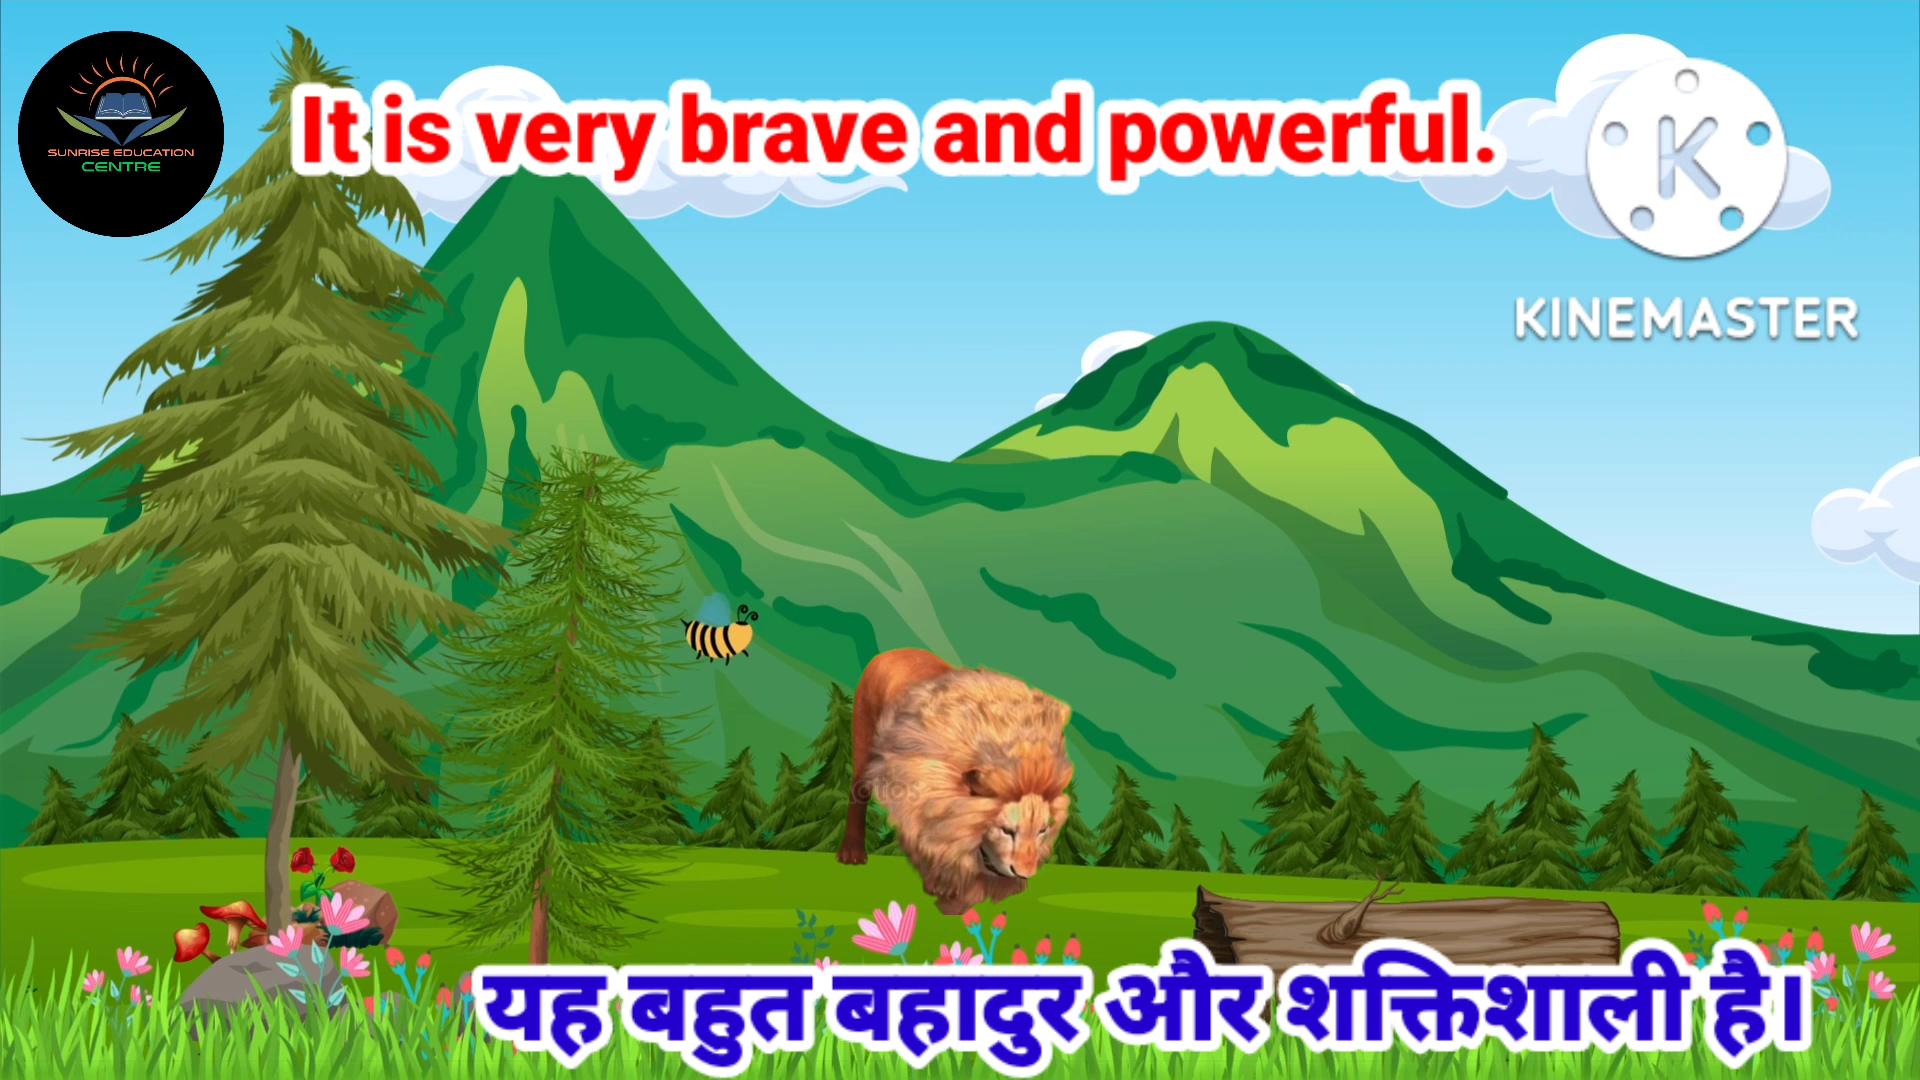 It is very brave and powerful.
SUNRISE EDUCATION
CENTRE
K
KINEMASTER
यह बहुत बहादुर और शक्तिशाली है।